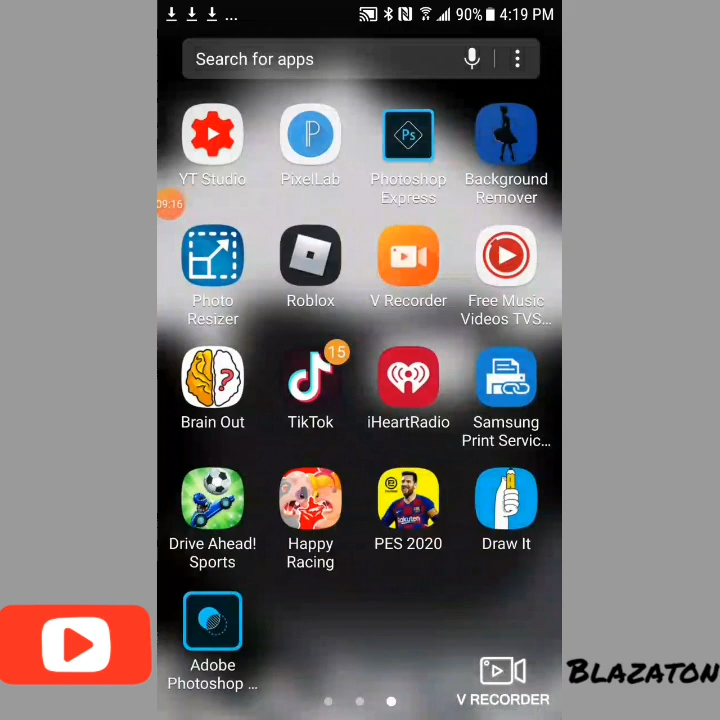 90% 4:19 PM
Search for apps
YT Studio
P
PixelLab
Ps
Photoshop
Express
Background
Remover
09:16
Photo
Resizer
Roblox
V Recorder
Free Music
Videos TVS...
Brain Out
15
TikTok
iHeartRadio
Samsung
Print Servic...
Drive Ahead!
Sports
Happy
Racing
Rakuten
PES 2020
Draw It
Adobe
Photoshop ...
V RECORDER
BLAZATON